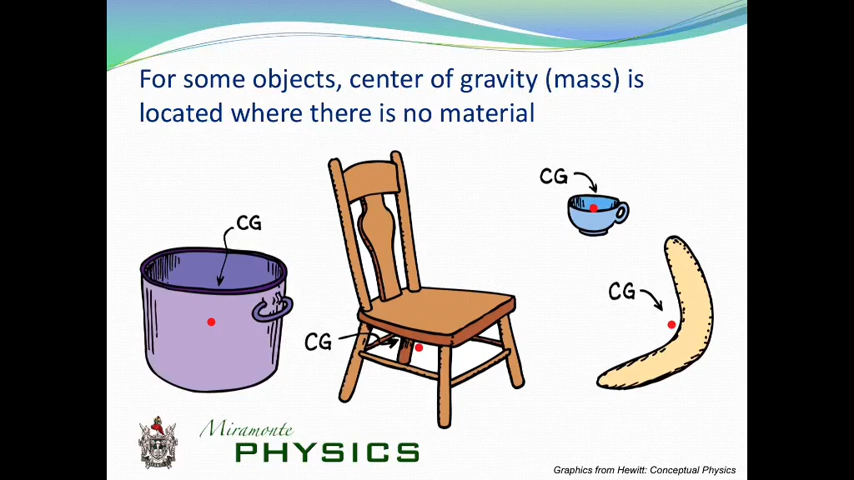 For some objects, center of gravity (mass) is
located where there is no material
CG
CG
CG
CG
Miramonte
PHYSICS
Graphics from Hewitt: Conceptual Physics